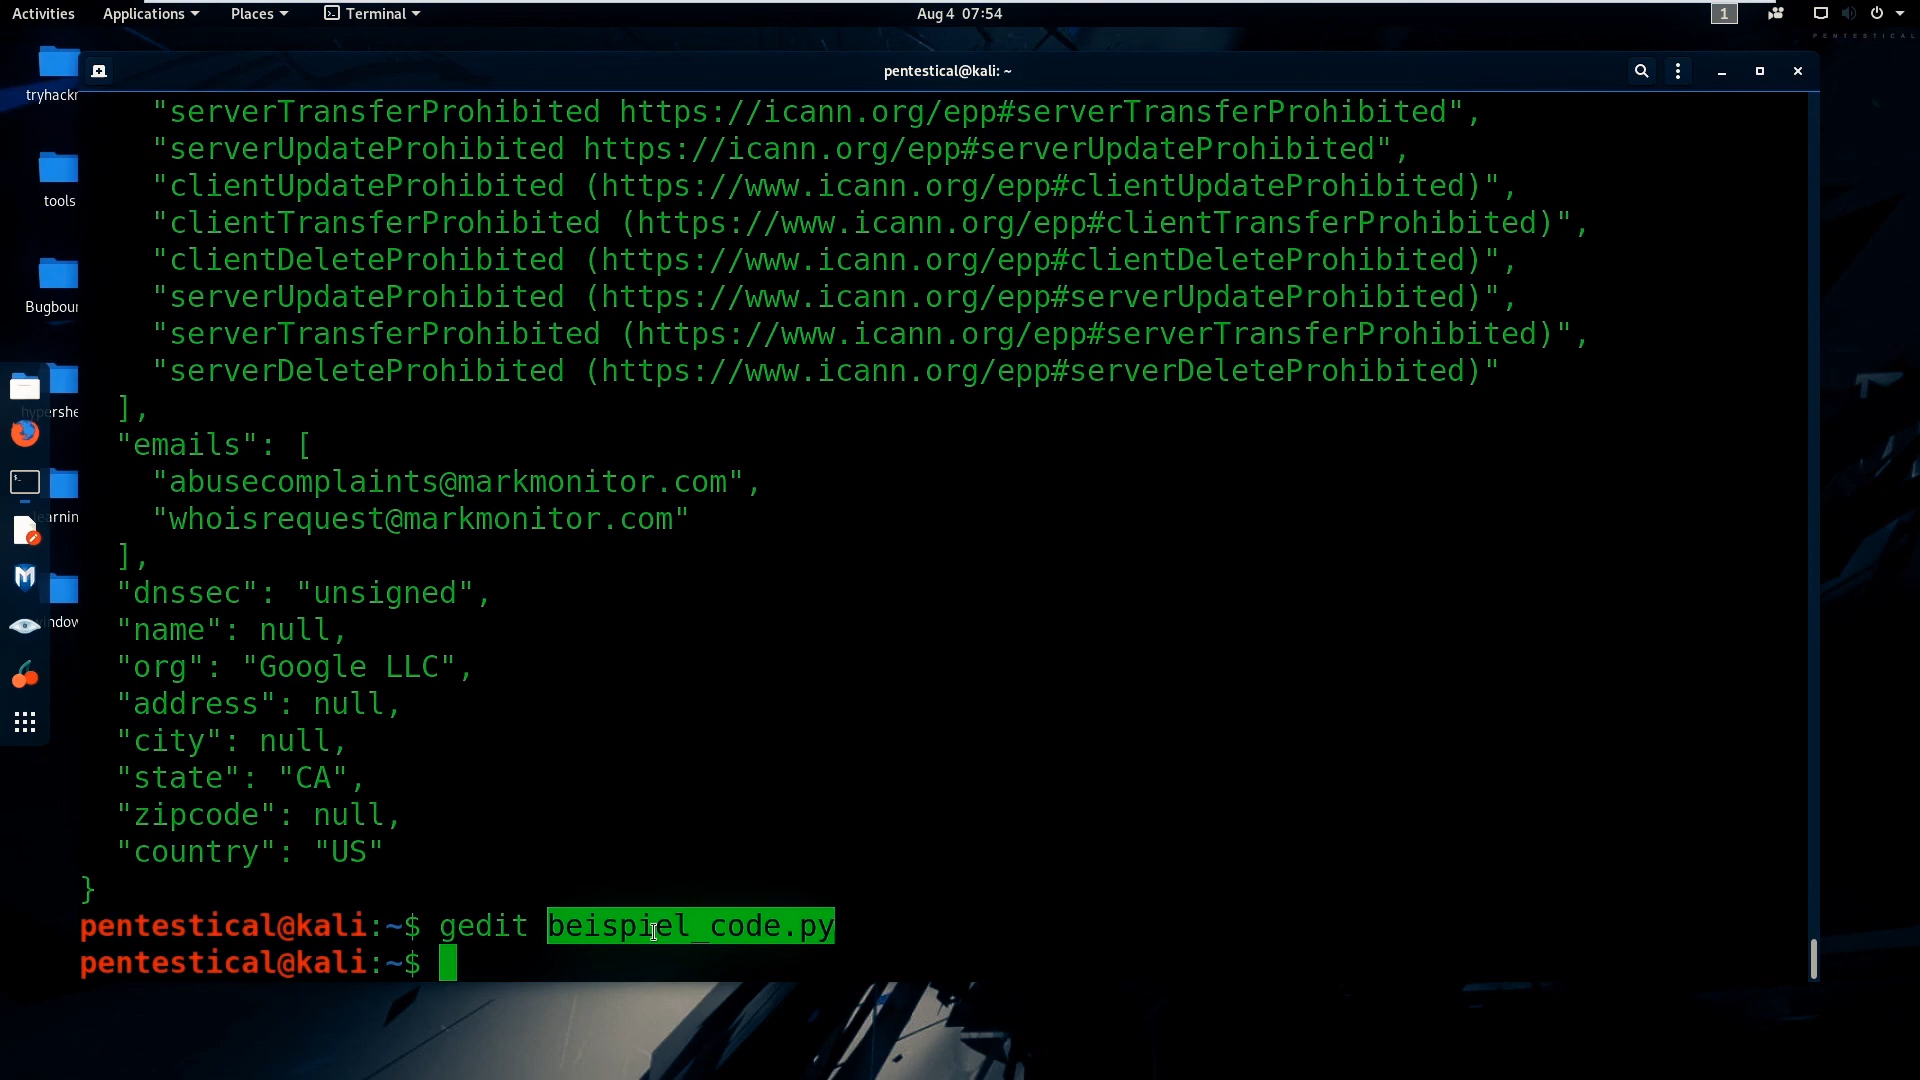 Activities Applications Places Terminal Aug 4 07:54 1
PENTESTICAL
pentestical@kali: ~
tryhackr
tools
Bugbour
hypershe
learnin
indow
"serverTransferProhibited https://icann.org/epp#serverTransferProhibited",
"serverUpdateProhibited https://icann.org/epp#serverUpdateProhibited",
"clientUpdateProhibited (https://www.icann.org/epp#clientUpdateProhibited)",
"clientTransferProhibited (https://www.icann.org/epp#clientTransferProhibited)",
"clientDeleteProhibited (https://www.icann.org/epp#clientDeleteProhibited)",
"serverUpdateProhibited (https://www.icann.org/epp#serverUpdateProhibited)",
"serverTransferProhibited (https://www.icann.org/epp#serverTransferProhibited)",
"serverDeleteProhibited (https://www.icann.org/epp#serverDeleteProhibited)"
],
"emails": [
"abusecomplaints@markmonitor.com",
"whoisrequest@markmonitor.com"
],
"dnssec": "unsigned",
"name": null,
"org": "Google LLC",
"address": null,
"city": null,
"state": "CA",
"zipcode": null,
"country": "US"
}
pentestical@kali:~$ gedit beispiel_code.py
pentestical@kali:~$